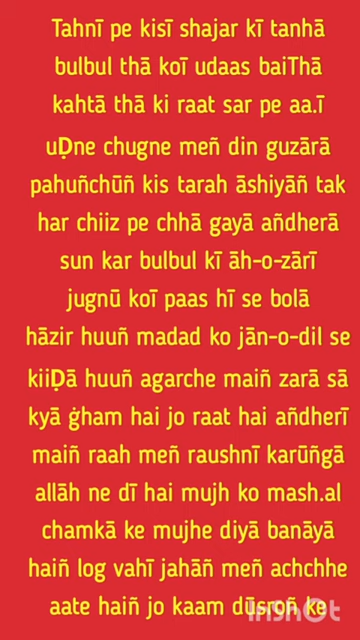 Tahnī pe kisī shajar kī tanhā
bulbul thā koī udaas baiThā
kahtā thā ki raat sar pe aa.ī
uḌne chugne meñ din guzārā
pahuñchūñ kis tarah āshiyāñ tak
har chiiz pe chhā gayā añdherā
sun kar bulbul kī āh-o-zārī
jugnū koī paas hī se bolā
hāzir huuñ madad ko jān-o-dil se
kiiḌā huuñ agarche maiñ zarā sā
kyā ġham hai jo raat hai añdherī
maiñ raah meñ raushnī karūñgā
allāh ne dī hai mujh ko mash.al
chamkā ke mujhe diyā banāyā
haiñ log vahī jahāñ meñ achchhe
aate haiñ jo kaam dūsroñ ke
InShOt